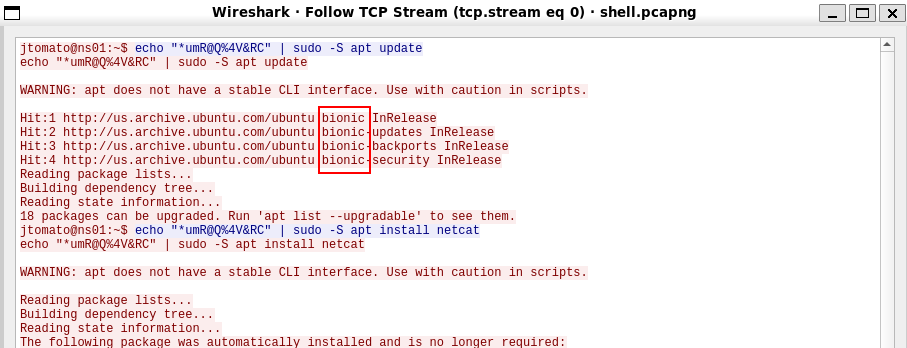 Wireshark · Follow TCP Stream (tcp.stream eq 0) · shell.pcapng
jtomato@ns01:~$ echo "*umR@Q%4V&RC" | sudo -S apt update
echo "*umR@Q%4V&RC" | sudo -S apt update
WARNING: apt does not have a stable CLI interface. Use with caution in scripts.
Hit:1 http://us.archive.ubuntu.com/ubuntu bionic InRelease
Hit:2 http://us.archive.ubuntu.com/ubuntu bionic-updates InRelease
Hit:3 http://us.archive.ubuntu.com/ubuntu bionic-backports InRelease
Hit:4 http://us.archive.ubuntu.com/ubuntu bionic-security InRelease
Reading package lists...
Building dependency tree...
Reading state information...
18 packages can be upgraded. Run 'apt list --upgradable' to see them.
jtomato@ns01:~$ echo "*umR@Q%4V&RC" | sudo -S apt install netcat
echo "*umR@Q%4V&RC" | sudo -S apt install netcat
WARNING: apt does not have a stable CLI interface. Use with caution in scripts.
Reading package lists...
Building dependency tree...
Reading state information...
The following package was automatically installed and is no longer required: